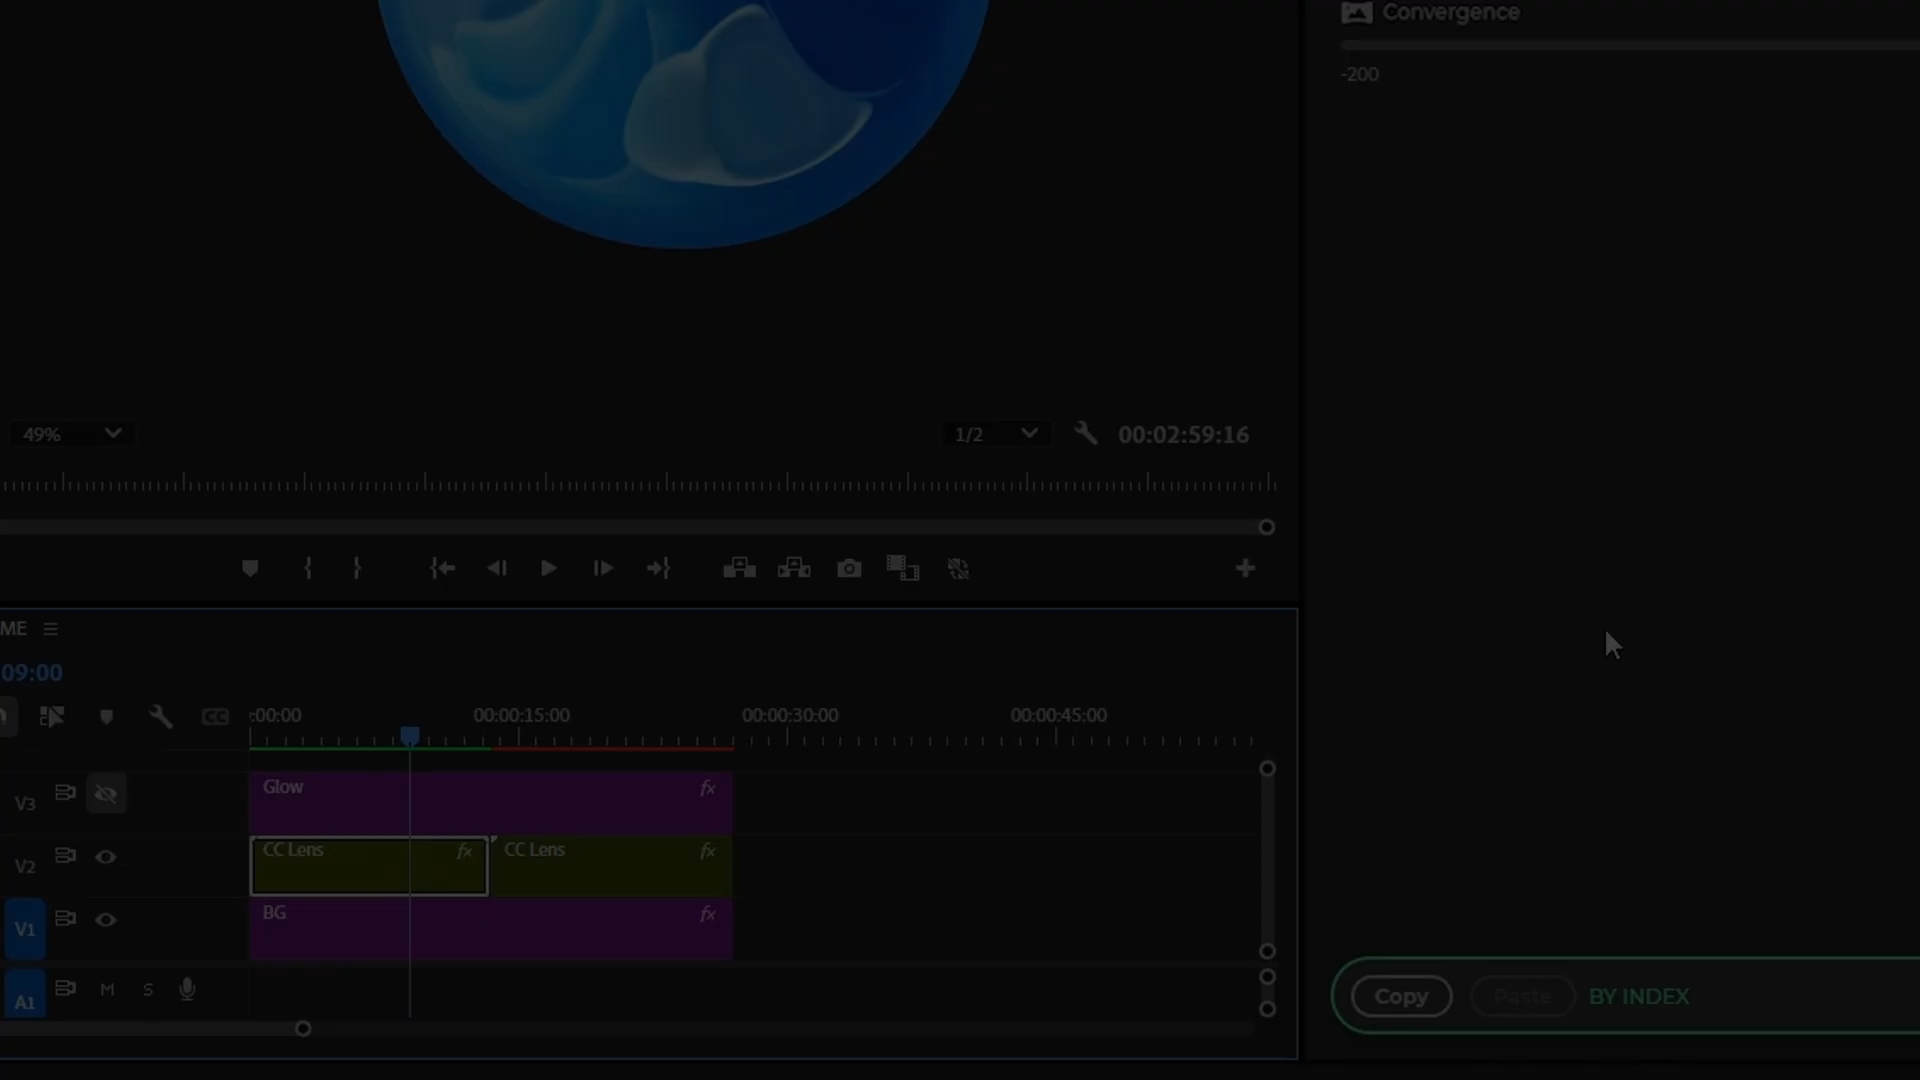 Convergence
-200
49%
1/2
00:02:59:16
ME
09:00
CC
:00:00
00:00:15:00
00:00:30:00
00:00:45:00
V3
Glow
fx
V2
CC Lens
fx
CC Lens
fx
V1
BG
fx
A1
M
S
Copy
Paste
BY INDEX